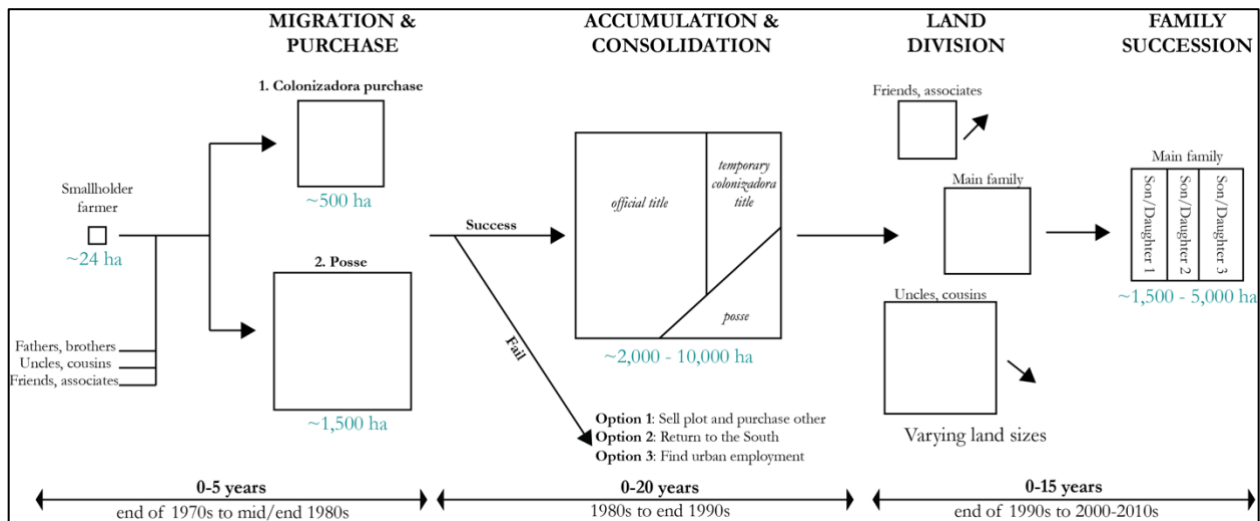 MIGRATION &
PURCHASE
ACCUMULATION &
CONSOLIDATION
LAND
DIVISION
FAMILY
SUCCESSION
Smallholder
farmer
~24 ha
Fathers, brothers
Uncles, cousins
Friends, associates
1. Colonizadora purchase
~500 ha
2. Posse
~1,500 ha
Success
Fail
official title
temporary
colonizadora
title
posse
~2,000 - 10,000 ha
Option 1: Sell plot and purchase other
Option 2: Return to the South
Option 3: Find urban employment
Friends, associates
Main family
Uncles, cousins
Varying land sizes
Main family
Son/Daughter 1
Son/Daughter 2
Son/Daughter 3
~1,500 - 5,000 ha
0-5 years
end of 1970s to mid/end 1980s
0-20 years
1980s to end 1990s
0-15 years
end of 1990s to 2000-2010s